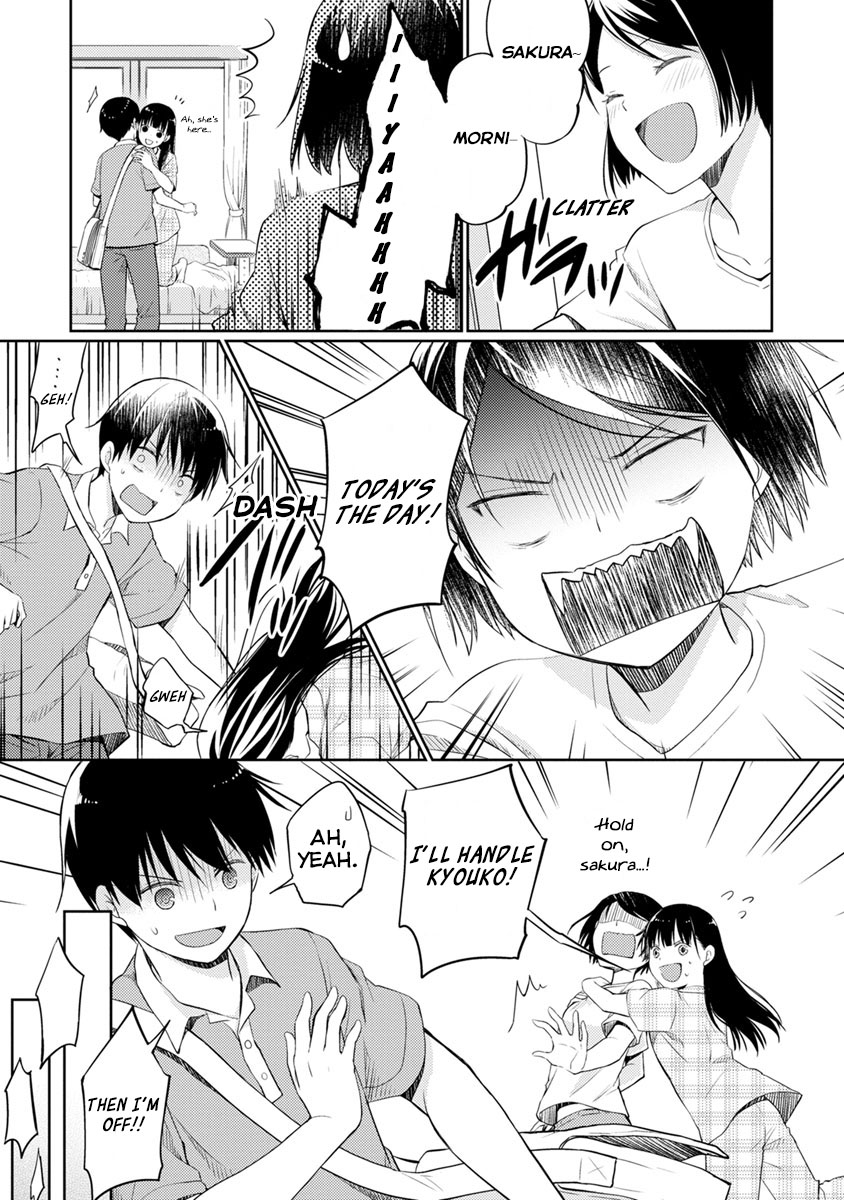 SAKURA~
MORNI-
CLATTER
ガラッ
IIIIYAAHHHHH
Ah, she's
here..
TODAY'S
THE DAY!
DASH
....
GEH!
GWEH
Hold
on,
sakura...!
I'LL HANDLE
KYOUKO!
AH,
YEAH.
THEN I'M
OFF!!